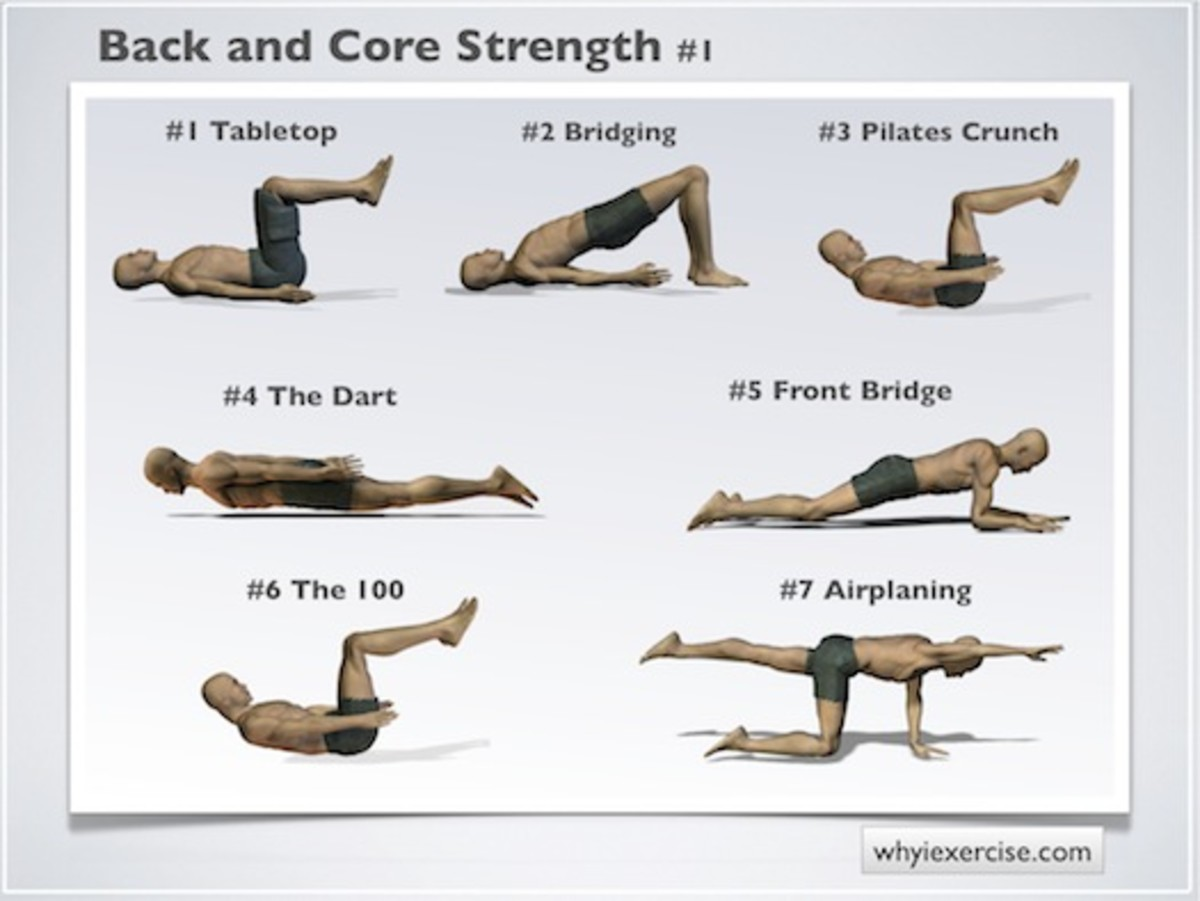 Back and Core Strength #1
#1 Tabletop
#2 Bridging
#3 Pilates Crunch
#4 The Dart
#5 Front Bridge
#6 The 100
#7 Airplaning
whyiexercise.com